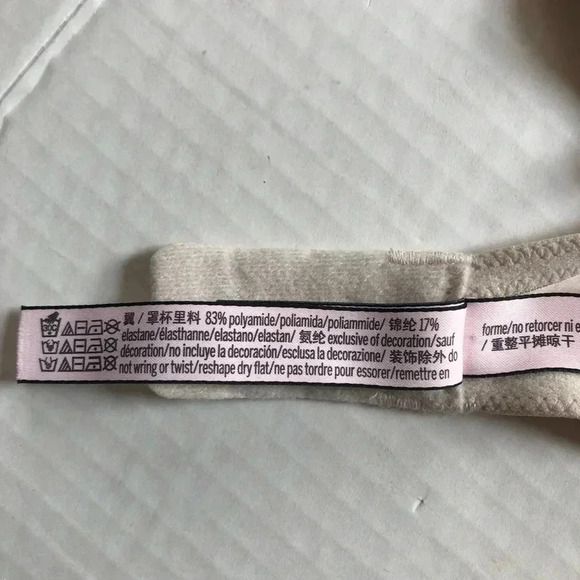 翼/罩杯里料 83% polyamide/poliamida/poliammide/ 锦纶 17%
elastane/élasthanne/elastano/elastan/ 氨纶 exclusive of decoration/sauf
décoration/no incluye la decoración/esclusa la decorazione/ 装饰除外 do
not wring or twist/reshape dry flat/ne pas tordre pour essorer/remettre en
forme/no retorcer ni
/ 重整平摊晾干